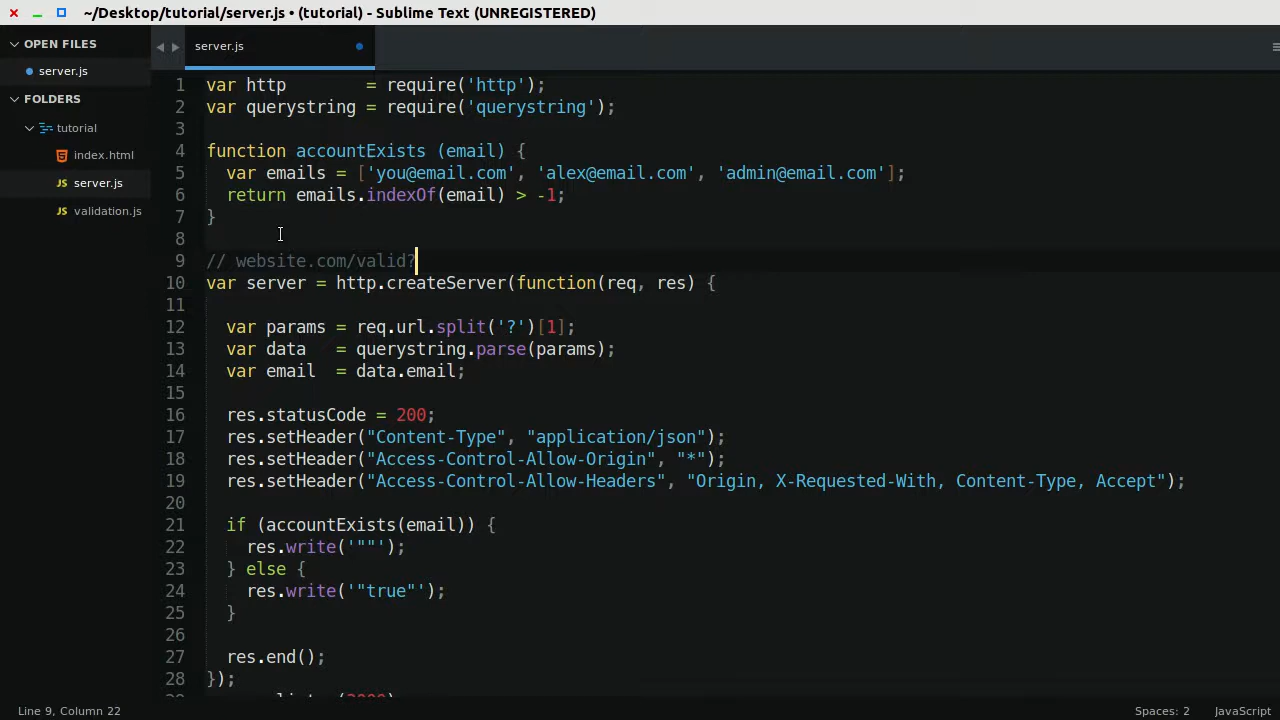 ~/Desktop/tutorial/server.js • (tutorial) - Sublime Text (UNREGISTERED)
OPEN FILES
server.js
FOLDERS
tutorial
index.html
server.js
validation.js
server.js
1 var http        = require('http');
2 var querystring = require('querystring');
3
4 function accountExists (email) {
5   var emails = ['you@email.com', 'alex@email.com', 'admin@email.com'];
6   return emails.indexOf(email) > -1;
7 }
8
9 // website.com/valid?
10 var server = http.createServer(function(req, res) {
11
12   var params = req.url.split('?')[1];
13   var data   = querystring.parse(params);
14   var email  = data.email;
15
16   res.statusCode = 200;
17   res.setHeader("Content-Type", "application/json");
18   res.setHeader("Access-Control-Allow-Origin", "*");
19   res.setHeader("Access-Control-Allow-Headers", "Origin, X-Requested-With, Content-Type, Accept");
20
21   if (accountExists(email)) {
22     res.write('""');
23   } else {
24     res.write('"true"');
25   }
26
27   res.end();
28 });
Line 9, Column 22
Spaces: 2
JavaScript